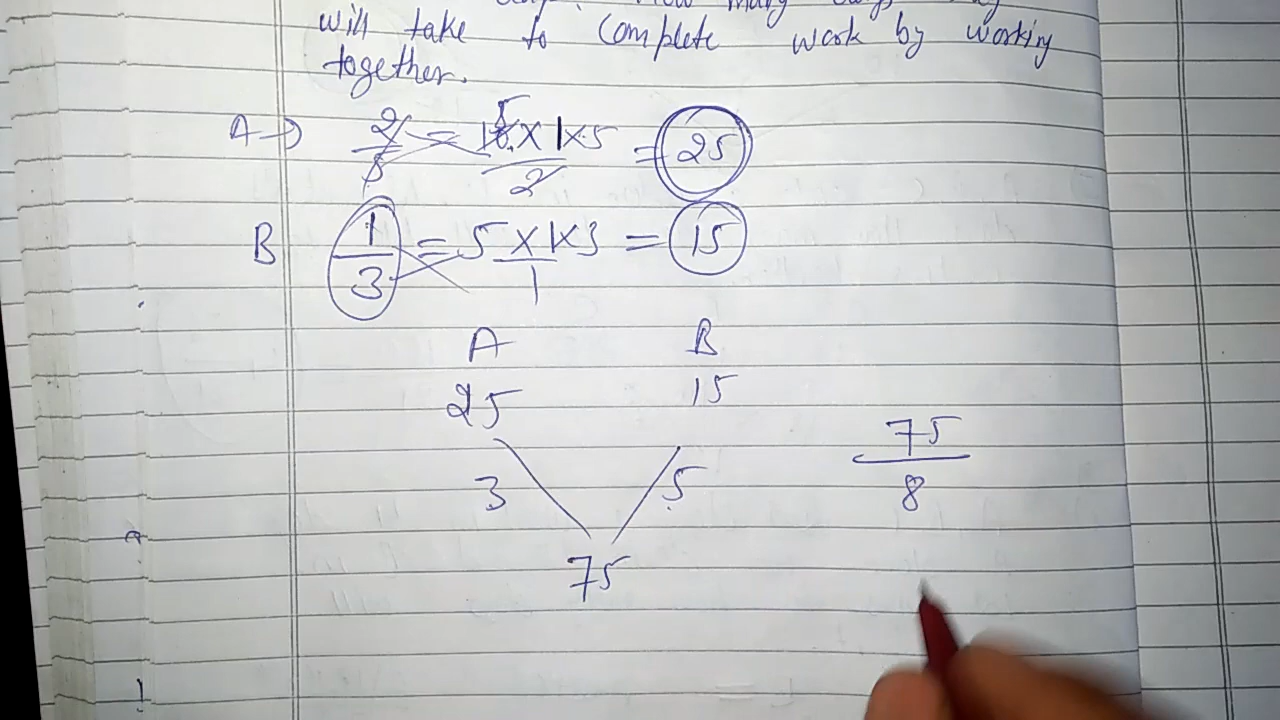 will take to complete work by working
together.
A → 2/5 = 10 × 1×5 / 2 = 25
5
B 1/3 = 5 × 1×3 / 1 = 15
A B
25 15
75/8
3 5
75